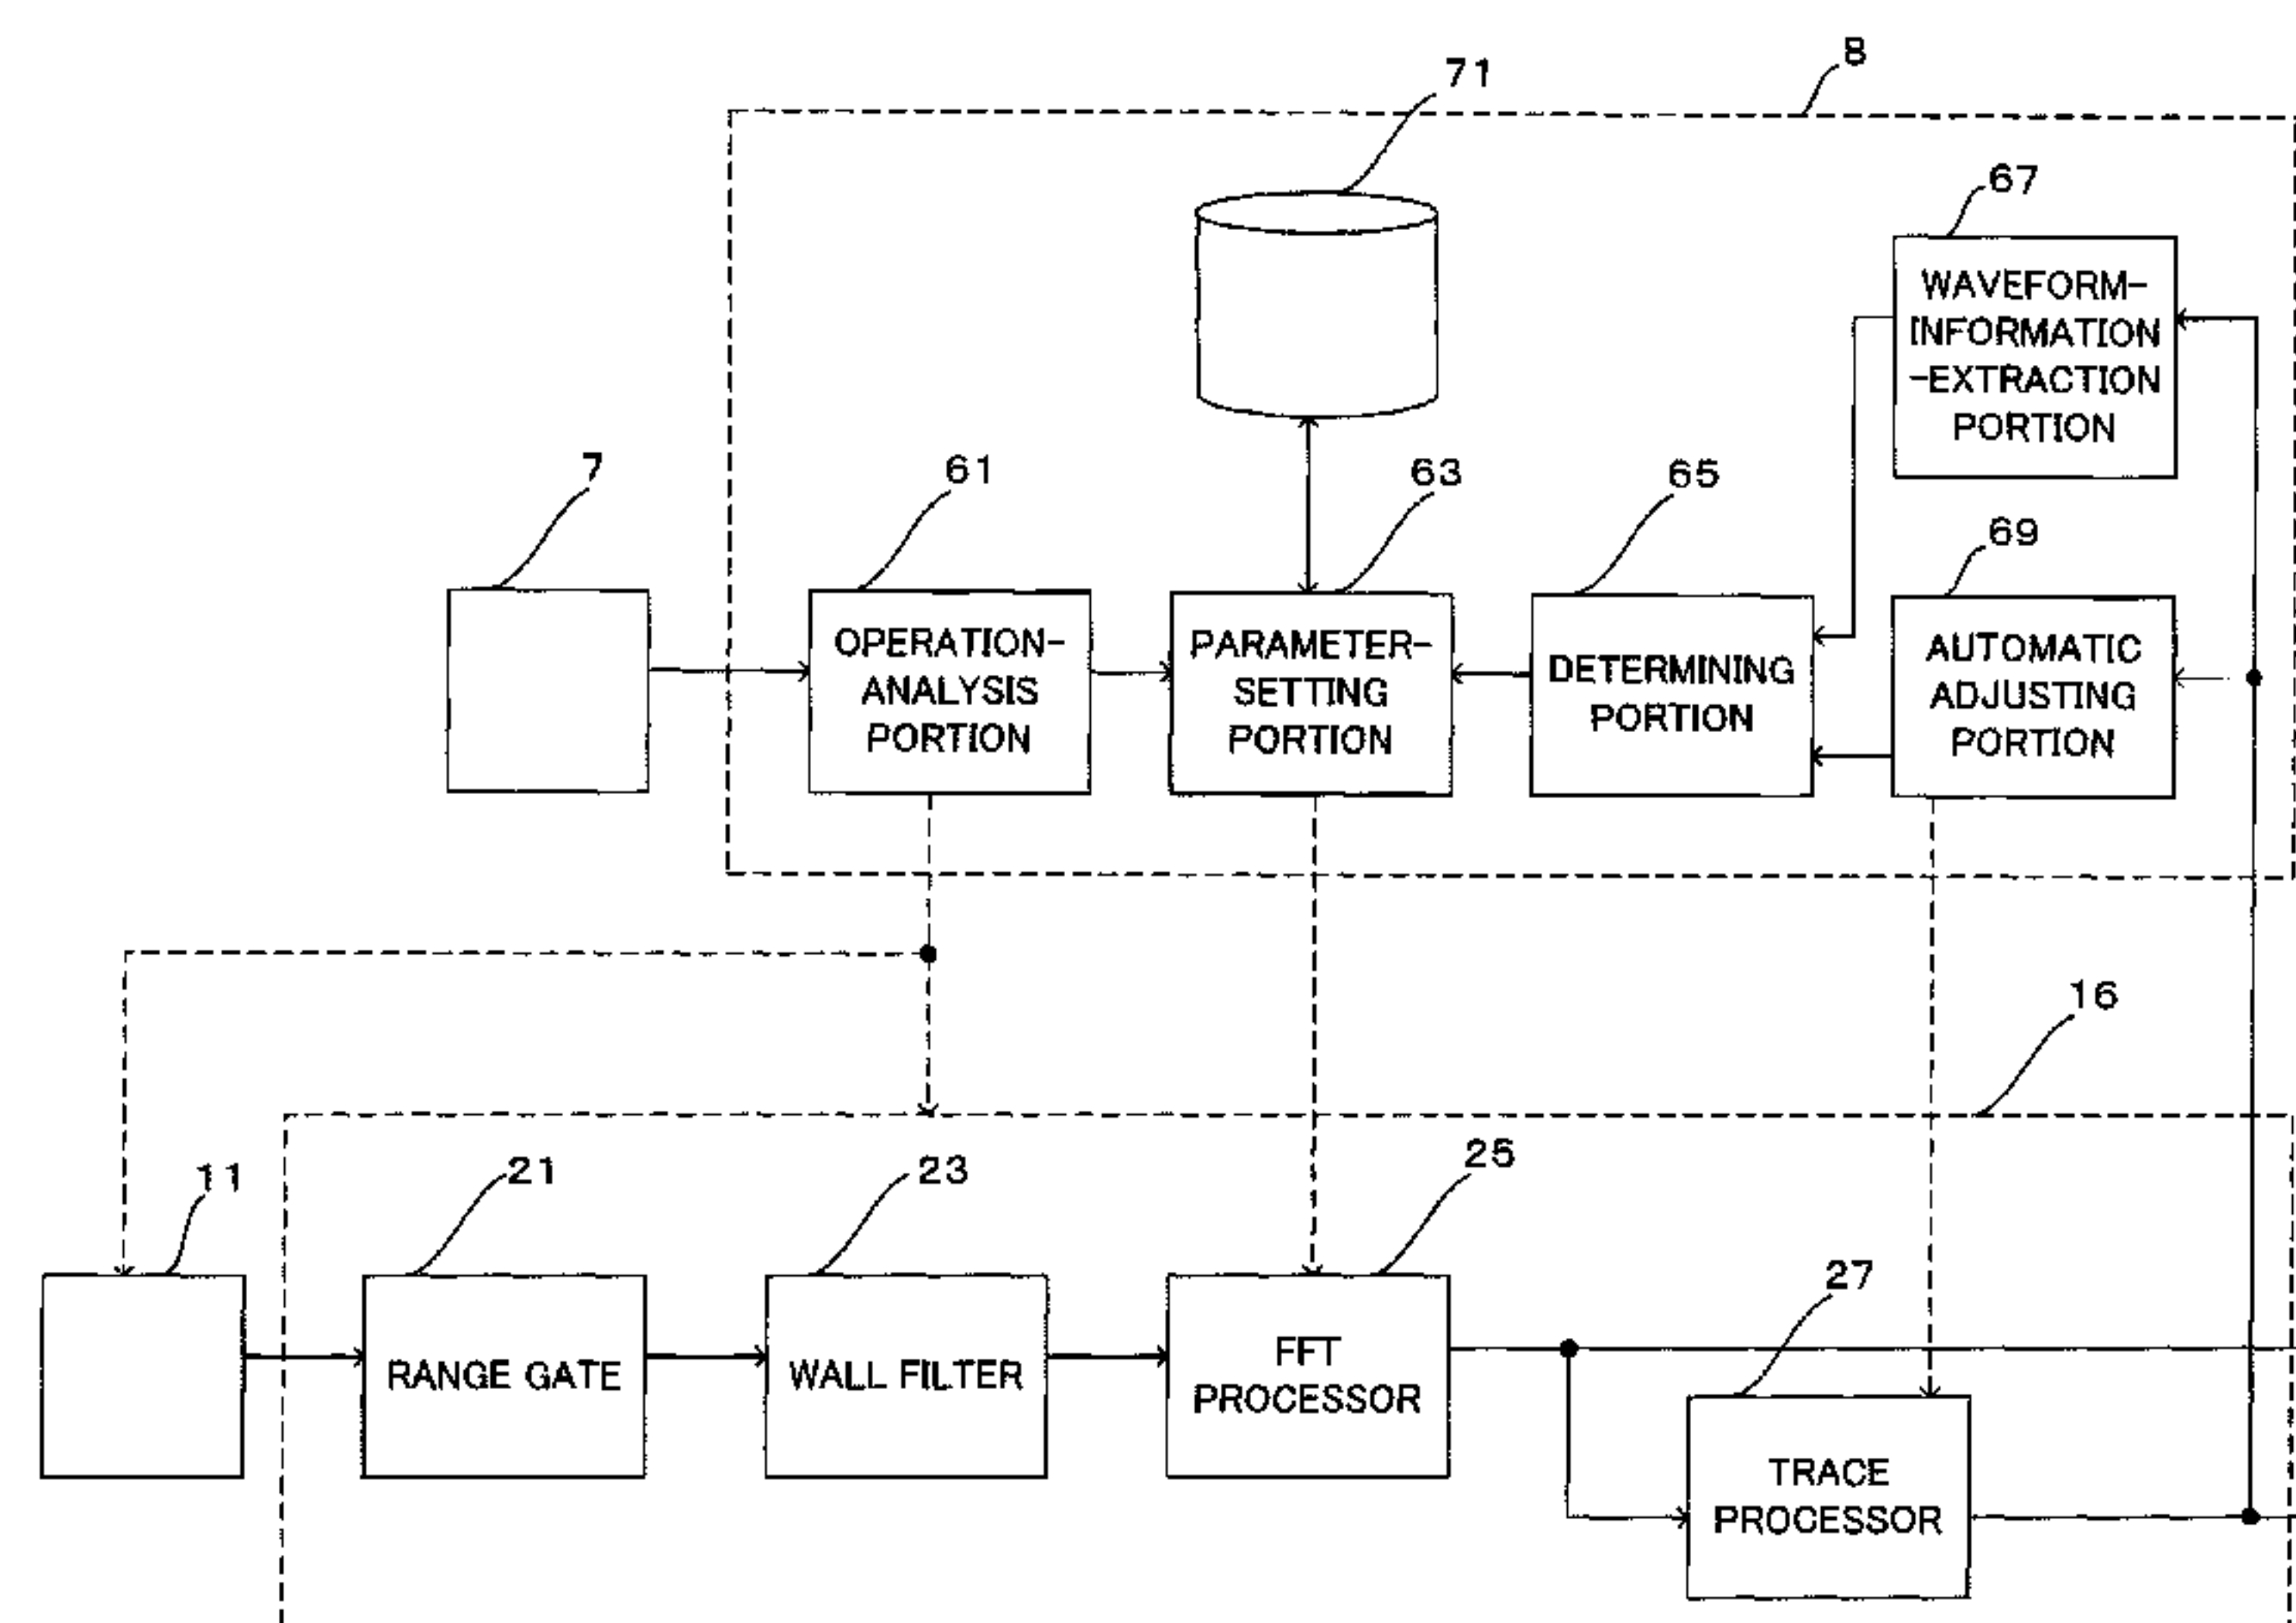 8
71
67
WAVEFORM-
INFORMATION
-EXTRACTION
PORTION
7
61
63
65
69
OPERATION-
ANALYSIS
PORTION
PARAMETER-
SETTING
PORTION
DETERMINING
PORTION
AUTOMATIC
ADJUSTING
PORTION
16
11
21
23
25
27
RANGE GATE
WALL FILTER
FFT
PROCESSOR
TRACE
PROCESSOR